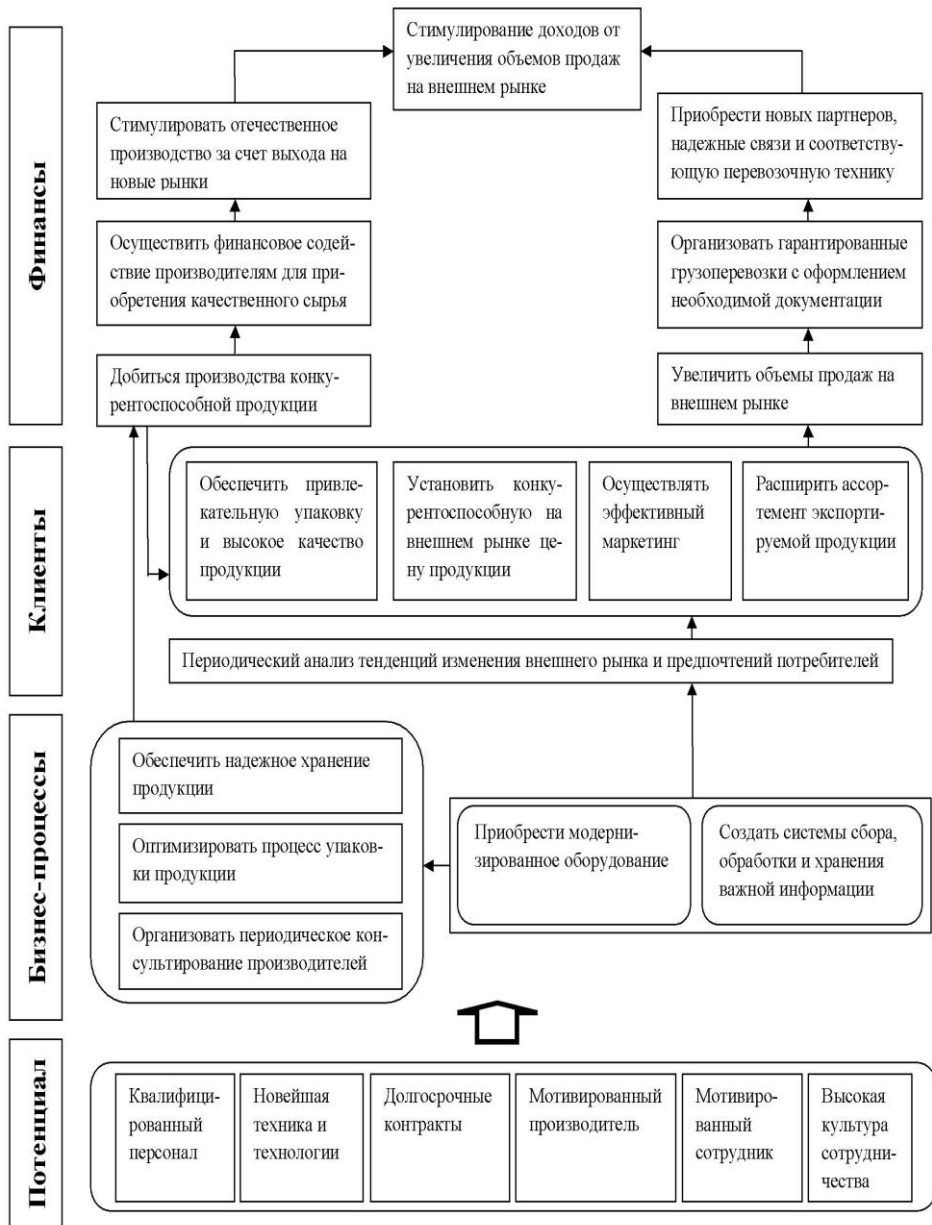 Финансы
Стимулирование доходов от
увеличения объемов продаж
на внешнем рынке
Стимулировать отечественное
производство за счет выхода на
новые рынки
Приобрести новых партнеров,
надежные связи и соответству-
ющую перевозочную технику
Осуществить финансовое содей-
ствие производителям для при-
обретения качественного сырья
Организовать гарантированные
грузоперевозки с оформлением
необходимой документации
Добиться производства конку-
рентоспособной продукции
Увеличить объемы продаж на
внешнем рынке
Клиенты
Обеспечить привле-
кательную упаковку
и высокое качество
продукции
Установить конку-
рентоспособную на
внешнем рынке це-
ну продукции
Осуществлять
эффективный
маркетинг
Расширить ассор-
темент экспорти-
руемой продукции
Периодический анализ тенденций изменения внешнего рынка и предпочтений потребителей
Бизнес-процессы
Обеспечить надежное хранение
продукции
Оптимизировать процесс упаков-
ки продукции
Организовать периодическое кон-
сультирование производителей
Приобрести модерни-
зированное оборудование
Создать системы сбора,
обработки и хранения
важной информации
Потенциал
Квалифици-
рованный
персонал
Новейшая
техника и
технологии
Долгосрочные
контракты
Мотивированный
производитель
Мотивиро-
ванный
сотрудник
Высокая
культура
сотрудни-
чества